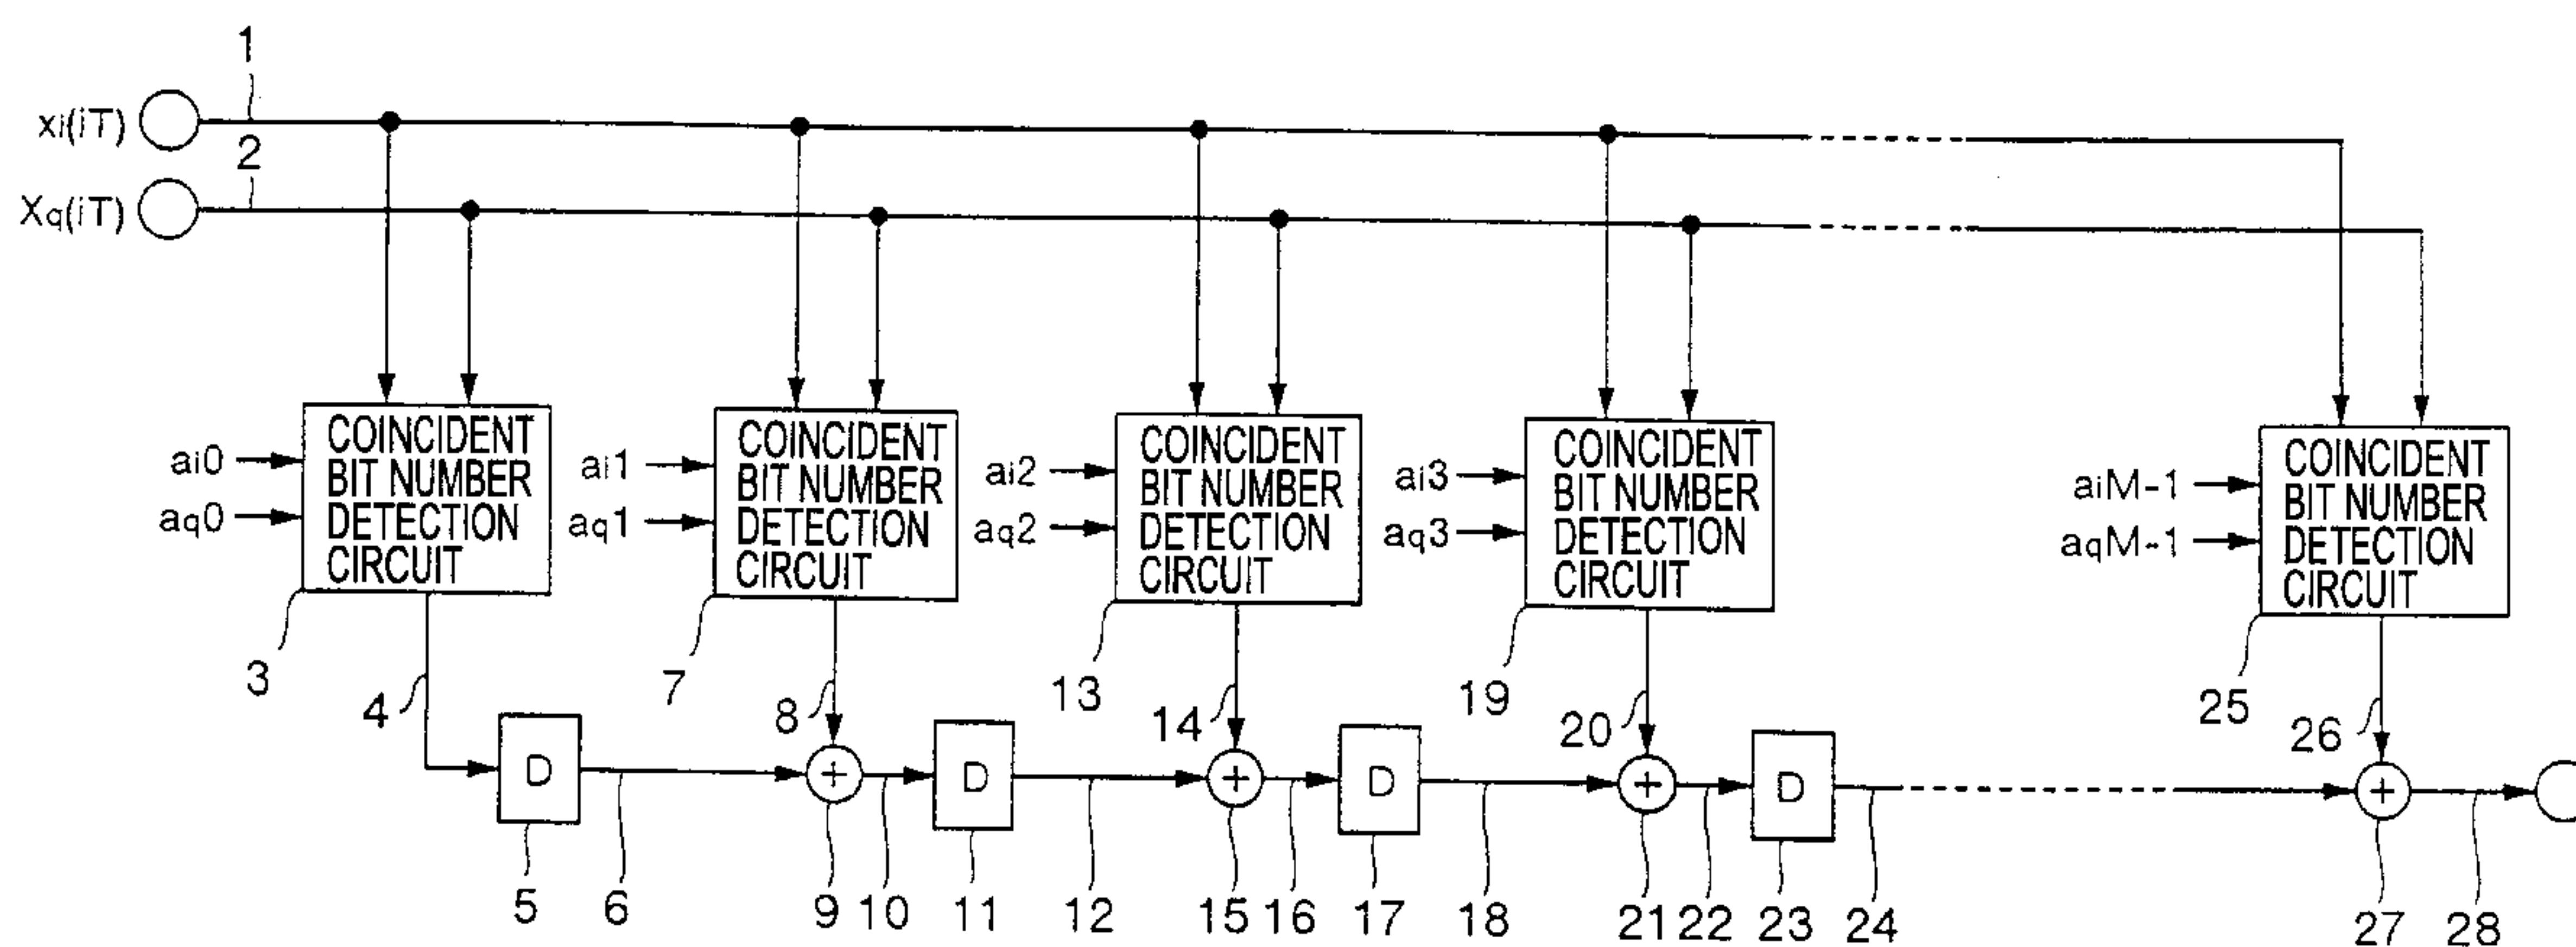 1
xi(iT)
2
Xq(iT)
COINCIDENT
BIT NUMBER
DETECTION
CIRCUIT
ai0
aq0
3
4
COINCIDENT
BIT NUMBER
DETECTION
CIRCUIT
ai1
aq1
7
8
COINCIDENT
BIT NUMBER
DETECTION
CIRCUIT
ai2
aq2
13
14
COINCIDENT
BIT NUMBER
DETECTION
CIRCUIT
ai3
aq3
19
20
COINCIDENT
BIT NUMBER
DETECTION
CIRCUIT
aiM-1
aqM-1
25
26
D
+
D
+
D
+
D
+
5
6
9
10
11
12
15
16
17
18
21
22
23
24
27
28